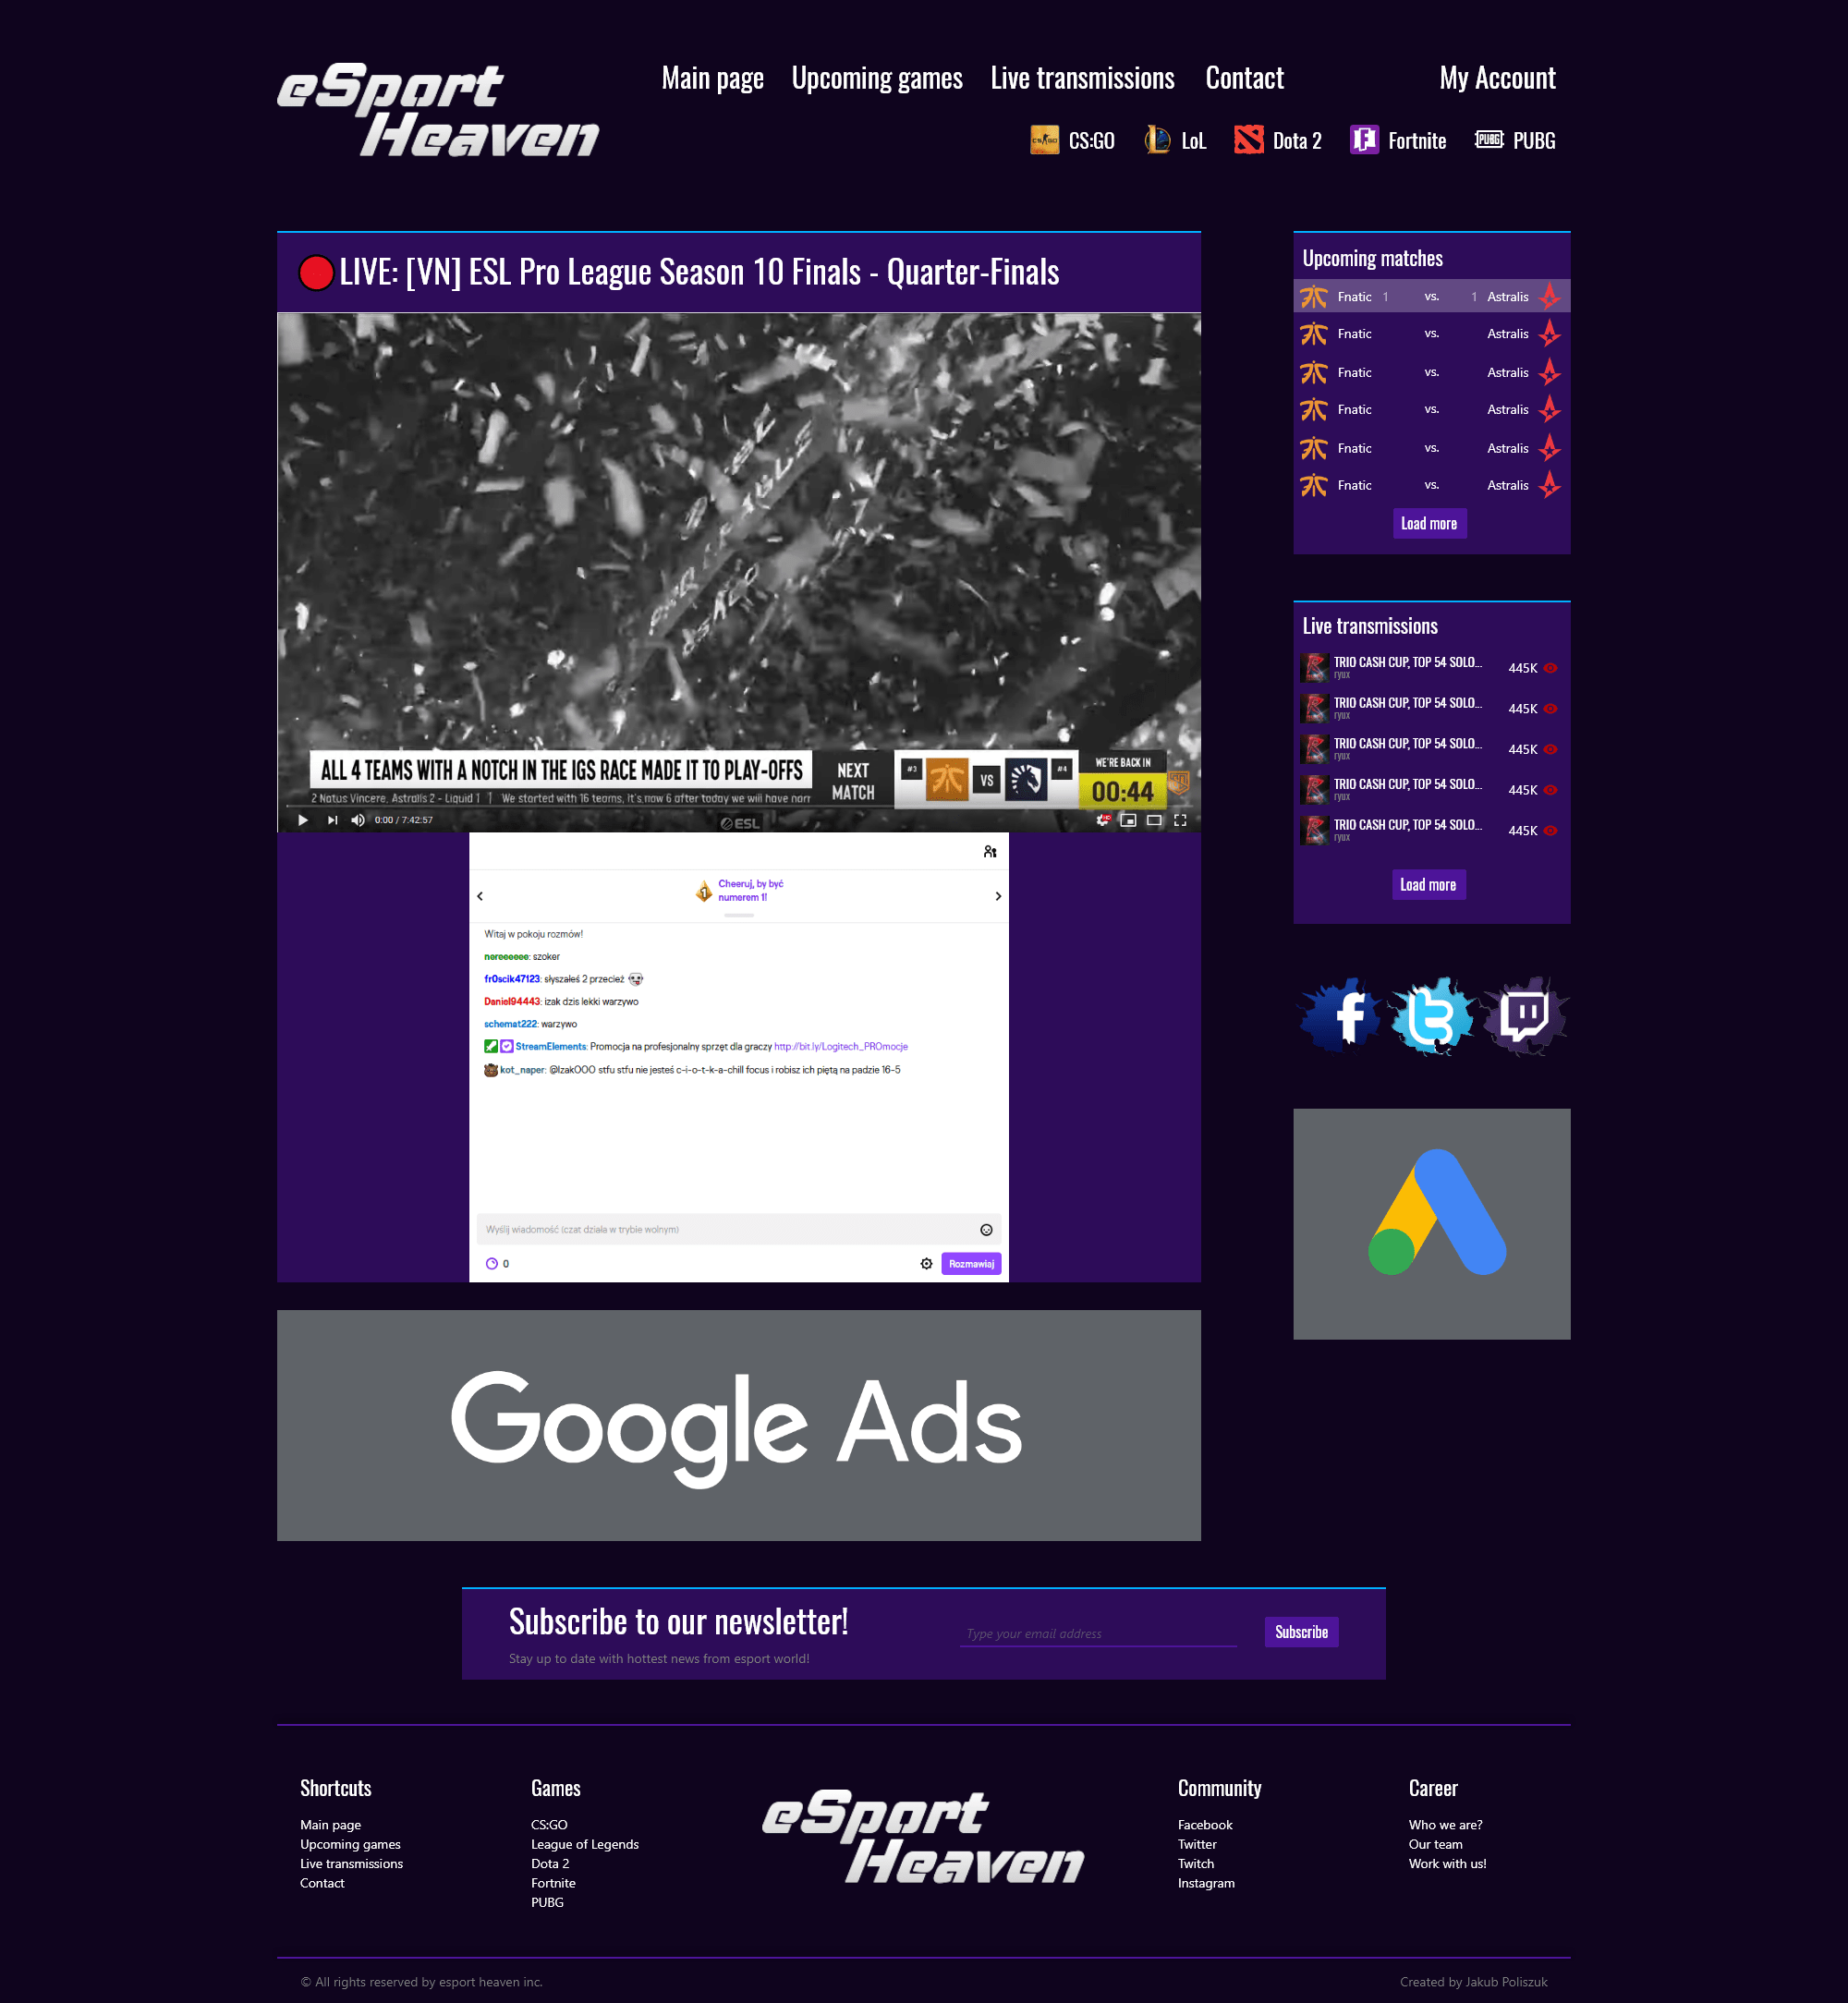 eSport
Heaven
Main page Upcoming games Live transmissions Contact My Account
CS:GO CS:GO LoL Dota 2 Fortnite PUBG PUBG
LIVE: [VN] ESL Pro League Season 10 Finals - Quarter-Finals
ALL 4 TEAMS WITH A NOTCH IN THE IGS RACE MADE IT TO PLAY-OFFS
2 Natus Vincere, Astralis 2 - Liquid 1 We started with 16 teams, it's now 6 after today we will have
NEXT
MATCH
#3 VS #4
WE'RE BACK IN
00:44
0:00 / 7:42:57
ESL
HD
Cheeruj, by być
numerem 1!
Witaj w pokoju rozmów!
nereeeeee: szoker
fr0scik47123: słyszałeś 2 przecież
Daniel94443: izak dzis lekki warzywo
schemat222: warzywo
StreamElements: Promocja na profesjonalny sprzęt dla graczy http://bit.ly/Logitech_PROmocje
kot_naper: @IzakOOO stfu stfu nie jesteś c-i-o-t-k-a-chill focus i robisz ich piętą na padzie 16-5
Wyślij wiadomość (czat działa w trybie wolnym)
0
Rozmawiaj
Google Ads
Upcoming matches
Fnatic 1 vs. 1 Astralis
Fnatic vs. Astralis
Fnatic vs. Astralis
Fnatic vs. Astralis
Fnatic vs. Astralis
Fnatic vs. Astralis
Load more
Live transmissions
TRIO CASH CUP, TOP 54 SOLO... 445K
ryux
TRIO CASH CUP, TOP 54 SOLO... 445K
ryux
TRIO CASH CUP, TOP 54 SOLO... 445K
ryux
TRIO CASH CUP, TOP 54 SOLO... 445K
ryux
TRIO CASH CUP, TOP 54 SOLO... 445K
ryux
Load more
Subscribe to our newsletter!
Stay up to date with hottest news from esport world!
Type your email address
Subscribe
Shortcuts
Main page
Upcoming games
Live transmissions
Contact
Games
CS:GO
League of Legends
Dota 2
Fortnite
PUBG
eSport
Heaven
Community
Facebook
Twitter
Twitch
Instagram
Career
Who we are?
Our team
Work with us!
© All rights reserved by esport heaven inc.
Created by Jakub Poliszuk